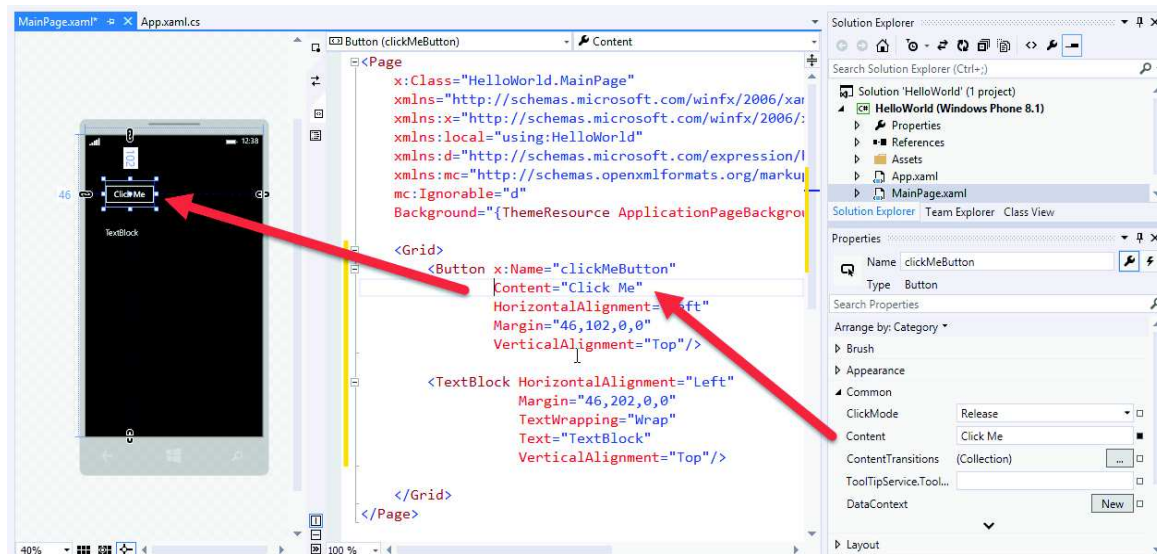 MainPage.xaml*
App.xaml.cs
46
102
12:38
Click Me
TextBlock
40%
Button (clickMeButton)
Content
<Page
x:Class="HelloWorld.MainPage"
xmlns="http://schemas.microsoft.com/winfx/2006/xar
xmlns:x="http://schemas.microsoft.com/winfx/2006/:
xmlns:local="using:HelloWorld"
xmlns:d="http://schemas.microsoft.com/expression/l
xmlns:mc="http://schemas.openxmlformats.org/marku
mc:Ignorable="d"
Background="{ThemeResource ApplicationPageBackgrou
<Grid>
<Button x:Name="clickMeButton"
Content="Click Me"
HorizontalAlignment="Left"
Margin="46,102,0,0"
VerticalAlignment="Top"/>
<TextBlock HorizontalAlignment="Left"
Margin="46,202,0,0"
TextWrapping="Wrap"
Text="TextBlock"
VerticalAlignment="Top"/>
</Grid>
</Page>
100 %
Solution Explorer
Search Solution Explorer (Ctrl+;)
Solution 'HelloWorld' (1 project)
C# HelloWorld (Windows Phone 8.1)
Properties
References
Assets
App.xaml
MainPage.xaml
Solution Explorer Team Explorer Class View
Properties
Name clickMeButton
Type Button
Search Properties
Arrange by: Category
Brush
Appearance
Common
ClickMode Release
Content Click Me
ContentTransitions (Collection) ...
ToolTipService.Tool...
DataContext New
Layout